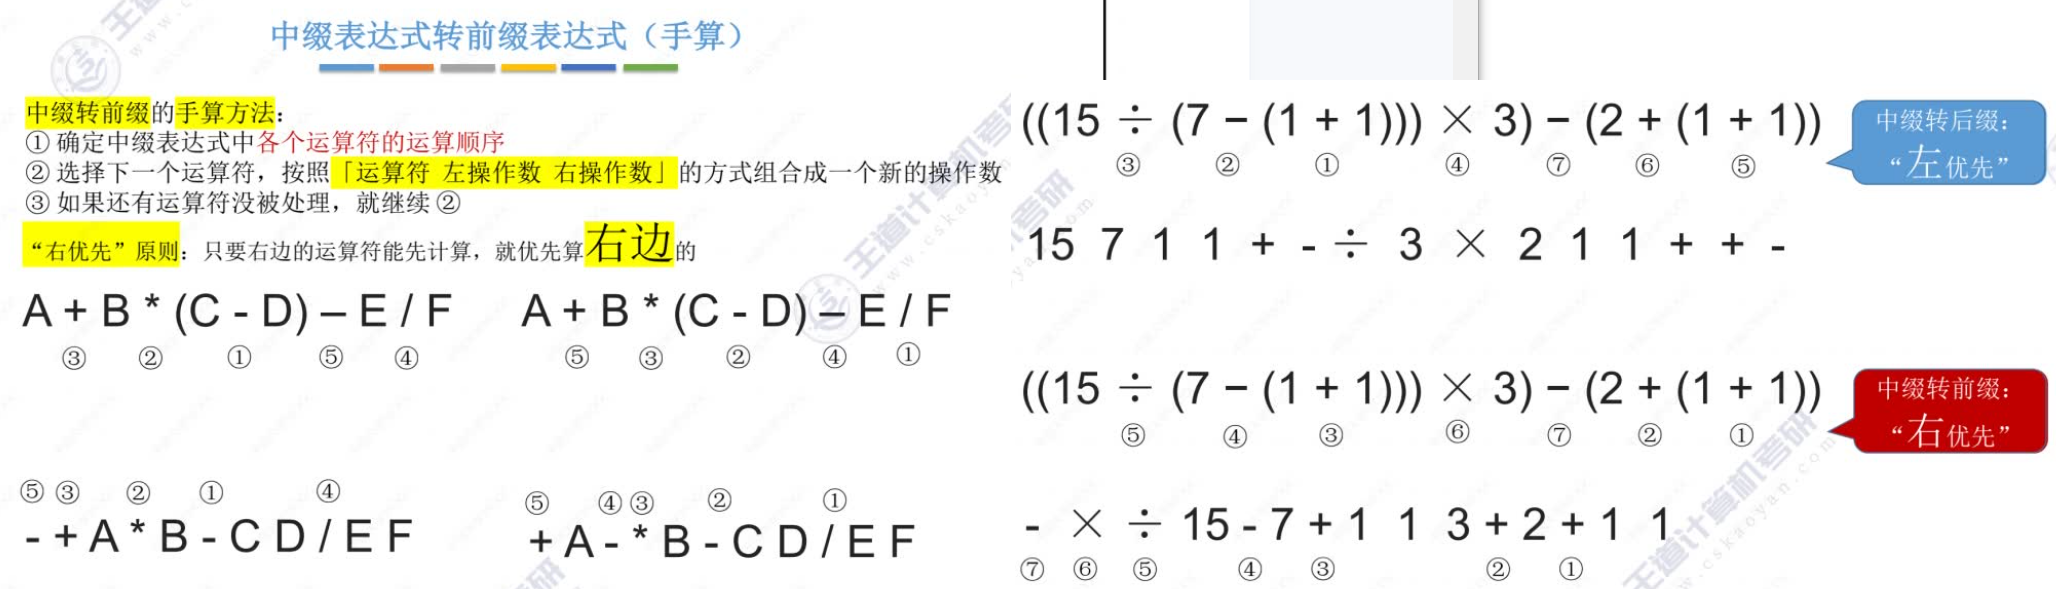 中缀表达式转前缀表达式（手算）
中缀转前缀的手算方法：
① 确定中缀表达式中各个运算符的运算顺序
② 选择下一个运算符，按照「运算符 左操作数 右操作数」的方式组合成一个新的操作数
③ 如果还有运算符没被处理，就继续 ②
“右优先”原则：只要右边的运算符能先计算，就优先算右边的
A + B * (C - D) – E / F
③ ② ① ⑤ ④
A + B * (C - D) – E / F
⑤ ③ ② ④ ①
⑤ ③ ② ① ④
- + A * B - C D / E F
⑤ ④ ③ ② ①
+ A - * B - C D / E F
((15 ÷ (7 − (1 + 1))) × 3) − (2 + (1 + 1))
③ ② ① ④ ⑦ ⑥ ⑤
中缀转后缀：
“左优先”
15 7 1 1 + - ÷ 3 × 2 1 1 + + -
((15 ÷ (7 − (1 + 1))) × 3) − (2 + (1 + 1))
⑤ ④ ③ ⑥ ⑦ ② ①
中缀转前缀：
“右优先”
- × ÷ 15 - 7 + 1 1 3 + 2 + 1 1
⑦ ⑥ ⑤ ④ ③ ② ①
王道计算机考研
www.cskaoyan.com